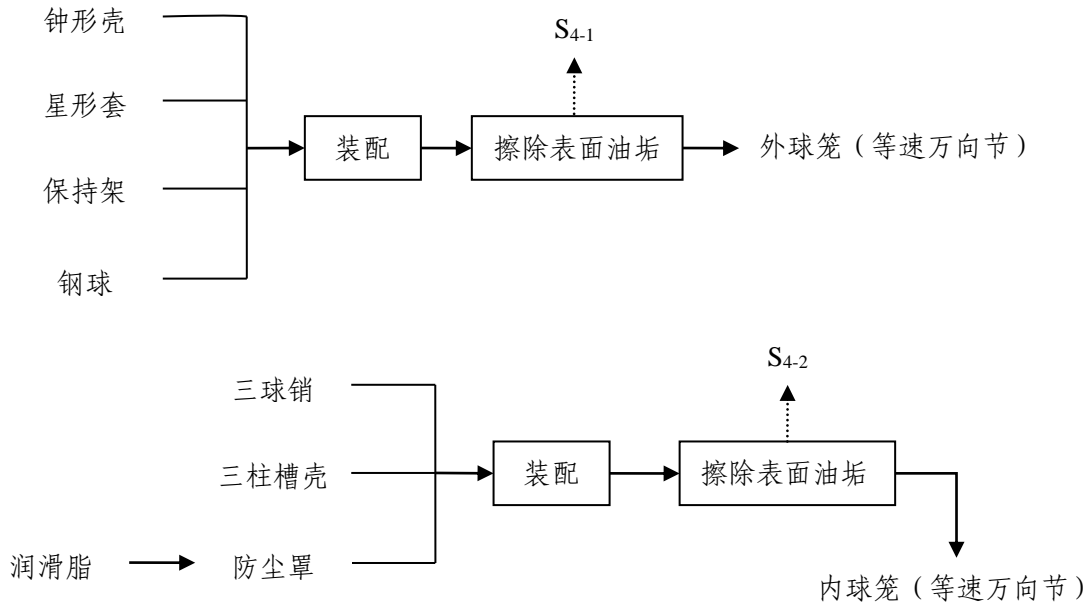 钟形壳
S4-1
星形套
装配
擦除表面油垢
外球笼（等速万向节）
保持架
钢球
S4-2
三球销
三柱槽壳
装配
擦除表面油垢
润滑脂
防尘罩
内球笼（等速万向节）